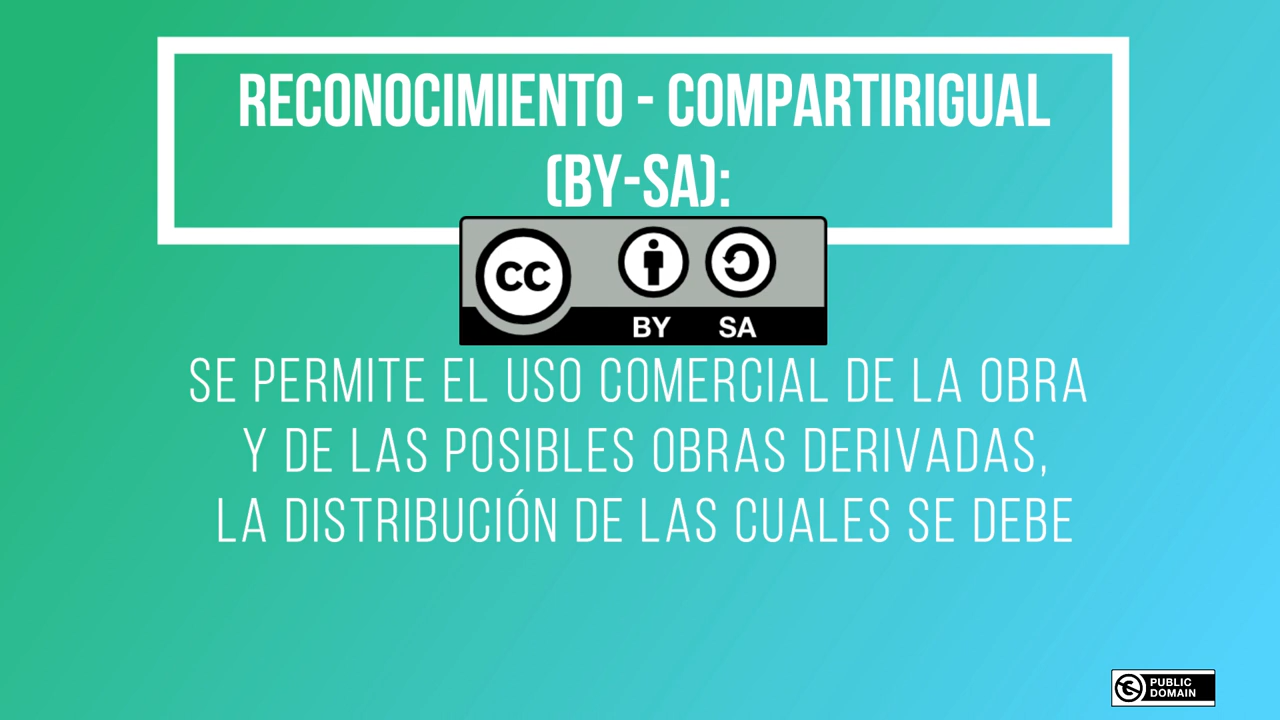 RECONOCIMIENTO - COMPARTIRIGUAL
(BY-SA):
CC
BY SA
SE PERMITE EL USO COMERCIAL DE LA OBRA
Y DE LAS POSIBLES OBRAS DERIVADAS,
LA DISTRIBUCIÓN DE LAS CUALES SE DEBE
PUBLIC
DOMAIN